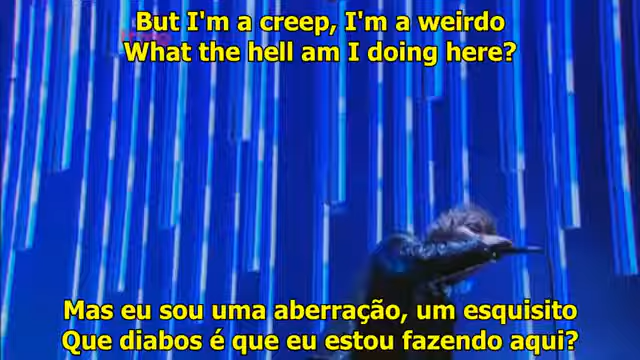 But I'm a creep, I'm a weirdo
What the hell am I doing here?
Mas eu sou uma aberração, um esquisito
Que diabos é que eu estou fazendo aqui?